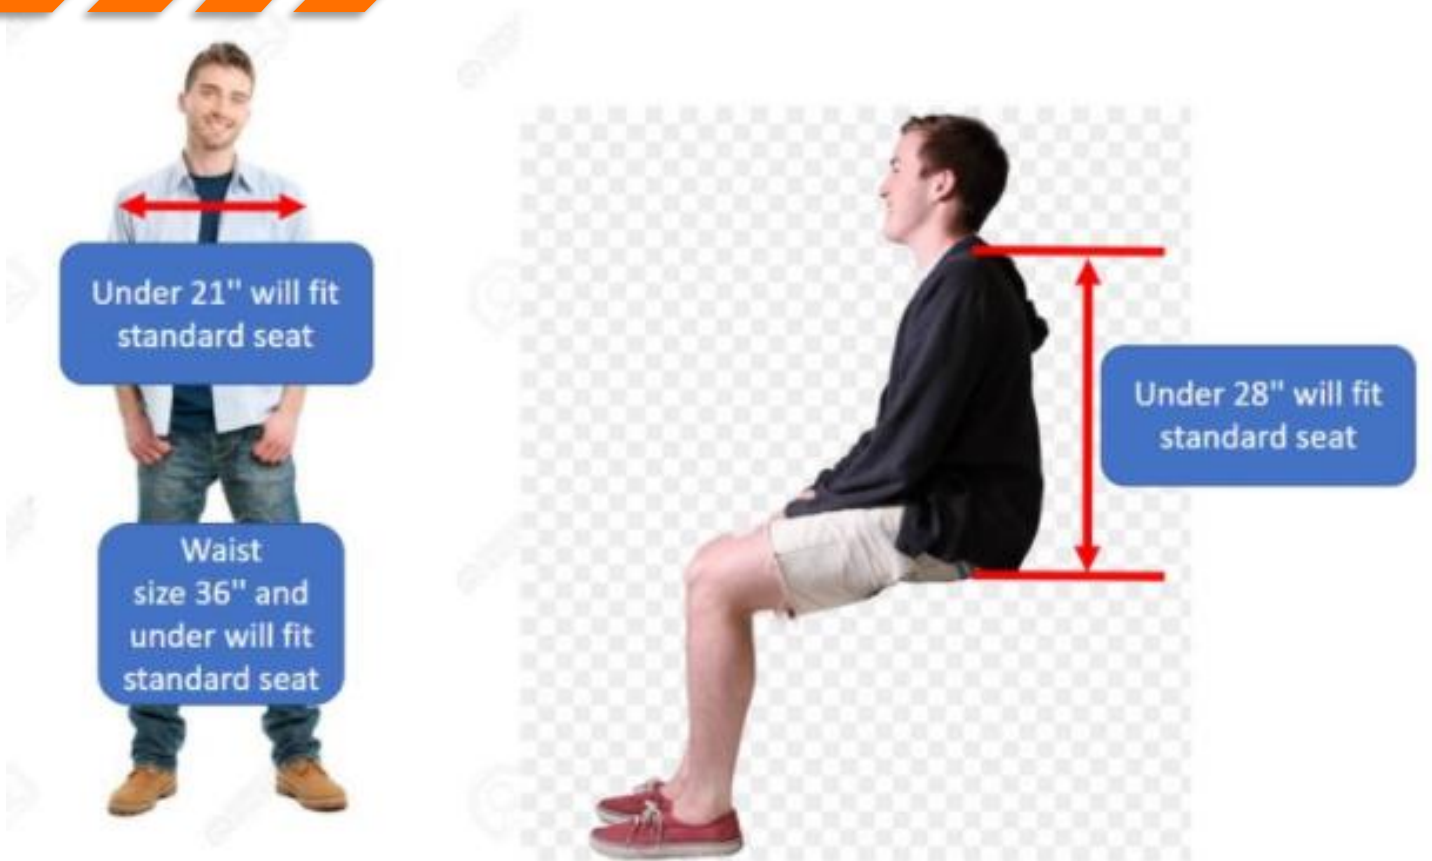 Under 21" will fit
standard seat
Waist
size 36" and
under will fit
standard seat
Under 28" will fit
standard seat